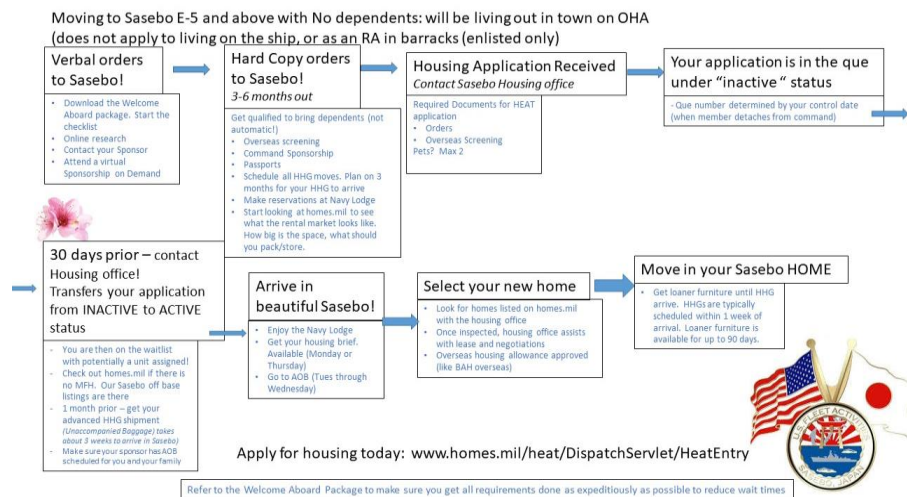 Moving to Sasebo E-5 and above with No dependents: will be living out in town on OHA
(does not apply to living on the ship, or as an RA in barracks (enlisted only)
Verbal orders
to Sasebo!
• Download the Welcome
Aboard package. Start the
checklist
• Online research
• Contact your Sponsor
• Attend a virtual
Sponsorship on Demand
Hard Copy orders
to Sasebo!
3-6 months out
Get qualified to bring dependents (not
automatic!)
• Overseas screening
• Command Sponsorship
• Passports
• Schedule all HHG moves. Plan on 3
months for your HHG to arrive
• Make reservations at Navy Lodge
• Start looking at homes.mil to see
what the rental market looks like.
How big is the space, what should
you pack/store.
Housing Application Received
Contact Sasebo Housing office
Required Documents for HEAT
application
• Orders
• Overseas Screening
Pets? Max 2
Your application is in the que
under "inactive " status
- Que number determined by your control date
(when member detaches from command)
30 days prior – contact
Housing office!
Transfers your application
from INACTIVE to ACTIVE
status
- You are then on the waitlist
with potentially a unit assigned!
- Check out homes.mil if there is
no MFH. Our Sasebo off base
listings are there
- 1 month prior – get your
advanced HHG shipment
(Unaccompanied Baggage) takes
about 3 weeks to arrive in Sasebo)
- Make sure your sponsor has AOB
scheduled for you and your family
Arrive in
beautiful Sasebo!
• Enjoy the Navy Lodge
• Get your housing brief.
Available (Monday or
Thursday)
• Go to AOB (Tues through
Wednesday)
Select your new home
• Look for homes listed on homes.mil
with the housing office
• Once inspected, housing office assists
with lease and negotiations
• Overseas housing allowance approved
(like BAH overseas)
Move in your Sasebo HOME
• Get loaner furniture until HHG
arrive. HHGs are typically
scheduled within 1 week of
arrival. Loaner furniture is
available for up to 90 days.
U.S. FLEET ACTIVITIES
SASEBO, JAPAN
Apply for housing today: www.homes.mil/heat/DispatchServlet/HeatEntry
Refer to the Welcome Aboard Package to make sure you get all requirements done as expeditiously as possible to reduce wait times